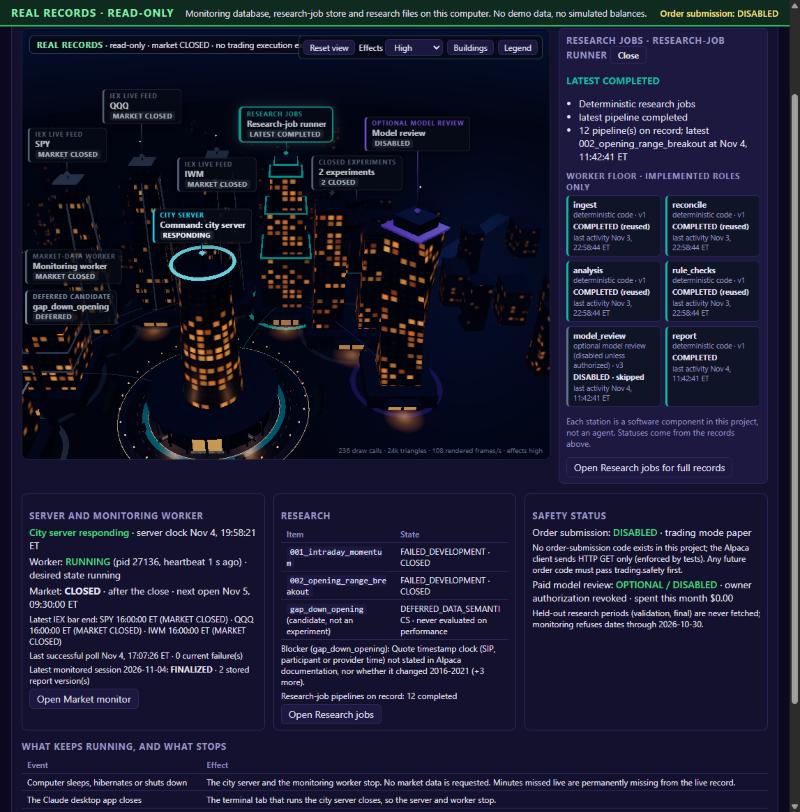 REAL RECORDS · READ-ONLY Monitoring database, research-job store and research files on this computer. No demo data, no simulated balances. Order submission: DISABLED
REAL RECORDS · read-only · market CLOSED · no trading execution
Reset view Effects High Buildings Legend
IEX LIVE FEED
QQQ
MARKET CLOSED
IEX LIVE FEED
SPY
MARKET CLOSED
RESEARCH JOBS
Research-job runner
LATEST COMPLETED
OPTIONAL MODEL REVIEW
Model review
DISABLED
IEX LIVE FEED
IWM
MARKET CLOSED
CLOSED EXPERIMENTS
2 experiments
2 CLOSED
CITY SERVER
Command: city server
RESPONDING
MARKET-DATA WORKER
Monitoring worker
MARKET CLOSED
DEFERRED CANDIDATE
gap_down_opening
DEFERRED
236 draw calls · 24k triangles · 108 rendered frames/s · effects high
RESEARCH JOBS · RESEARCH-JOB
RUNNER Close
LATEST COMPLETED
• Deterministic research jobs
• latest pipeline completed
• 12 pipeline(s) on record; latest
002_opening_range_breakout at Nov 4,
11:42:41 ET
WORKER FLOOR · IMPLEMENTED ROLES
ONLY
ingest
deterministic code · v1
COMPLETED (reused)
last activity Nov 3,
22:58:44 ET
reconcile
deterministic code · v1
COMPLETED (reused)
last activity Nov 3,
22:58:44 ET
analysis
deterministic code · v1
COMPLETED (reused)
last activity Nov 3,
22:58:44 ET
rule_checks
deterministic code · v1
COMPLETED (reused)
last activity Nov 3,
22:58:44 ET
model_review
optional model review
(disabled unless
authorized) · v3
DISABLED · skipped
last activity Nov 4,
11:42:41 ET
report
deterministic code · v1
COMPLETED
last activity Nov 4,
11:42:41 ET
Each station is a software component in this project,
not an agent. Statuses come from the records
above.
Open Research jobs for full records
SERVER AND MONITORING WORKER
City server responding · server clock Nov 4, 19:58:21
ET
Worker: RUNNING (pid 27136, heartbeat 1 s ago) ·
desired state running
Market: CLOSED · after the close · next open Nov 5,
09:30:00 ET
Latest IEX bar end: SPY 16:00:00 ET (MARKET CLOSED) · QQQ
16:00:00 ET (MARKET CLOSED) · IWM 16:00:00 ET (MARKET
CLOSED)
Last successful poll Nov 4, 17:07:26 ET · 0 current failure(s)
Latest monitored session 2026-11-04: FINALIZED · 2 stored
report version(s)
Open Market monitor
RESEARCH
Item State
001_intraday_momentu
m
FAILED_DEVELOPMENT ·
CLOSED
002_opening_range_bre
akout
FAILED_DEVELOPMENT ·
CLOSED
gap_down_opening
(candidate, not an
experiment)
DEFERRED_DATA_SEMANTI
CS · never evaluated on
performance
Blocker (gap_down_opening): Quote timestamp clock (SIP,
participant or provider time) not stated in Alpaca
documentation, nor whether it changed 2016-2021 (+3
more).
Research-job pipelines on record: 12 completed
Open Research jobs
SAFETY STATUS
Order submission: DISABLED · trading mode paper
No order-submission code exists in this project; the Alpaca
client sends HTTP GET only (enforced by tests). Any future
order code must pass trading.safety first.
Paid model review: OPTIONAL / DISABLED · owner
authorization revoked · spent this month $0.00
Held-out research periods (validation, final) are never fetched;
monitoring refuses dates through 2026-10-30.
WHAT KEEPS RUNNING, AND WHAT STOPS
Event Effect
Computer sleeps, hibernates or shuts down The city server and the monitoring worker stop. No market data is requested. Minutes missed live are permanently missing from the live record.
The Claude desktop app closes The terminal tab that runs the city server closes, so the server and worker stop.